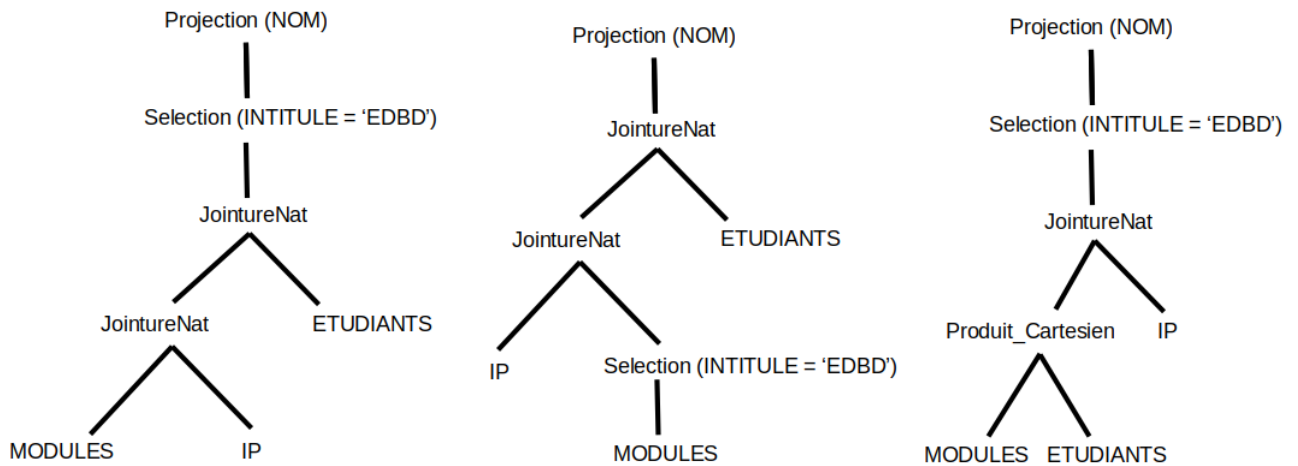 Projection (NOM)
Selection (INTITULE = ‘EDBD’)
JointureNat
JointureNat
ETUDIANTS
MODULES
IP
Projection (NOM)
JointureNat
JointureNat
ETUDIANTS
IP
Selection (INTITULE = ‘EDBD’)
MODULES
Projection (NOM)
Selection (INTITULE = ‘EDBD’)
JointureNat
Produit_Cartesien
IP
MODULES
ETUDIANTS